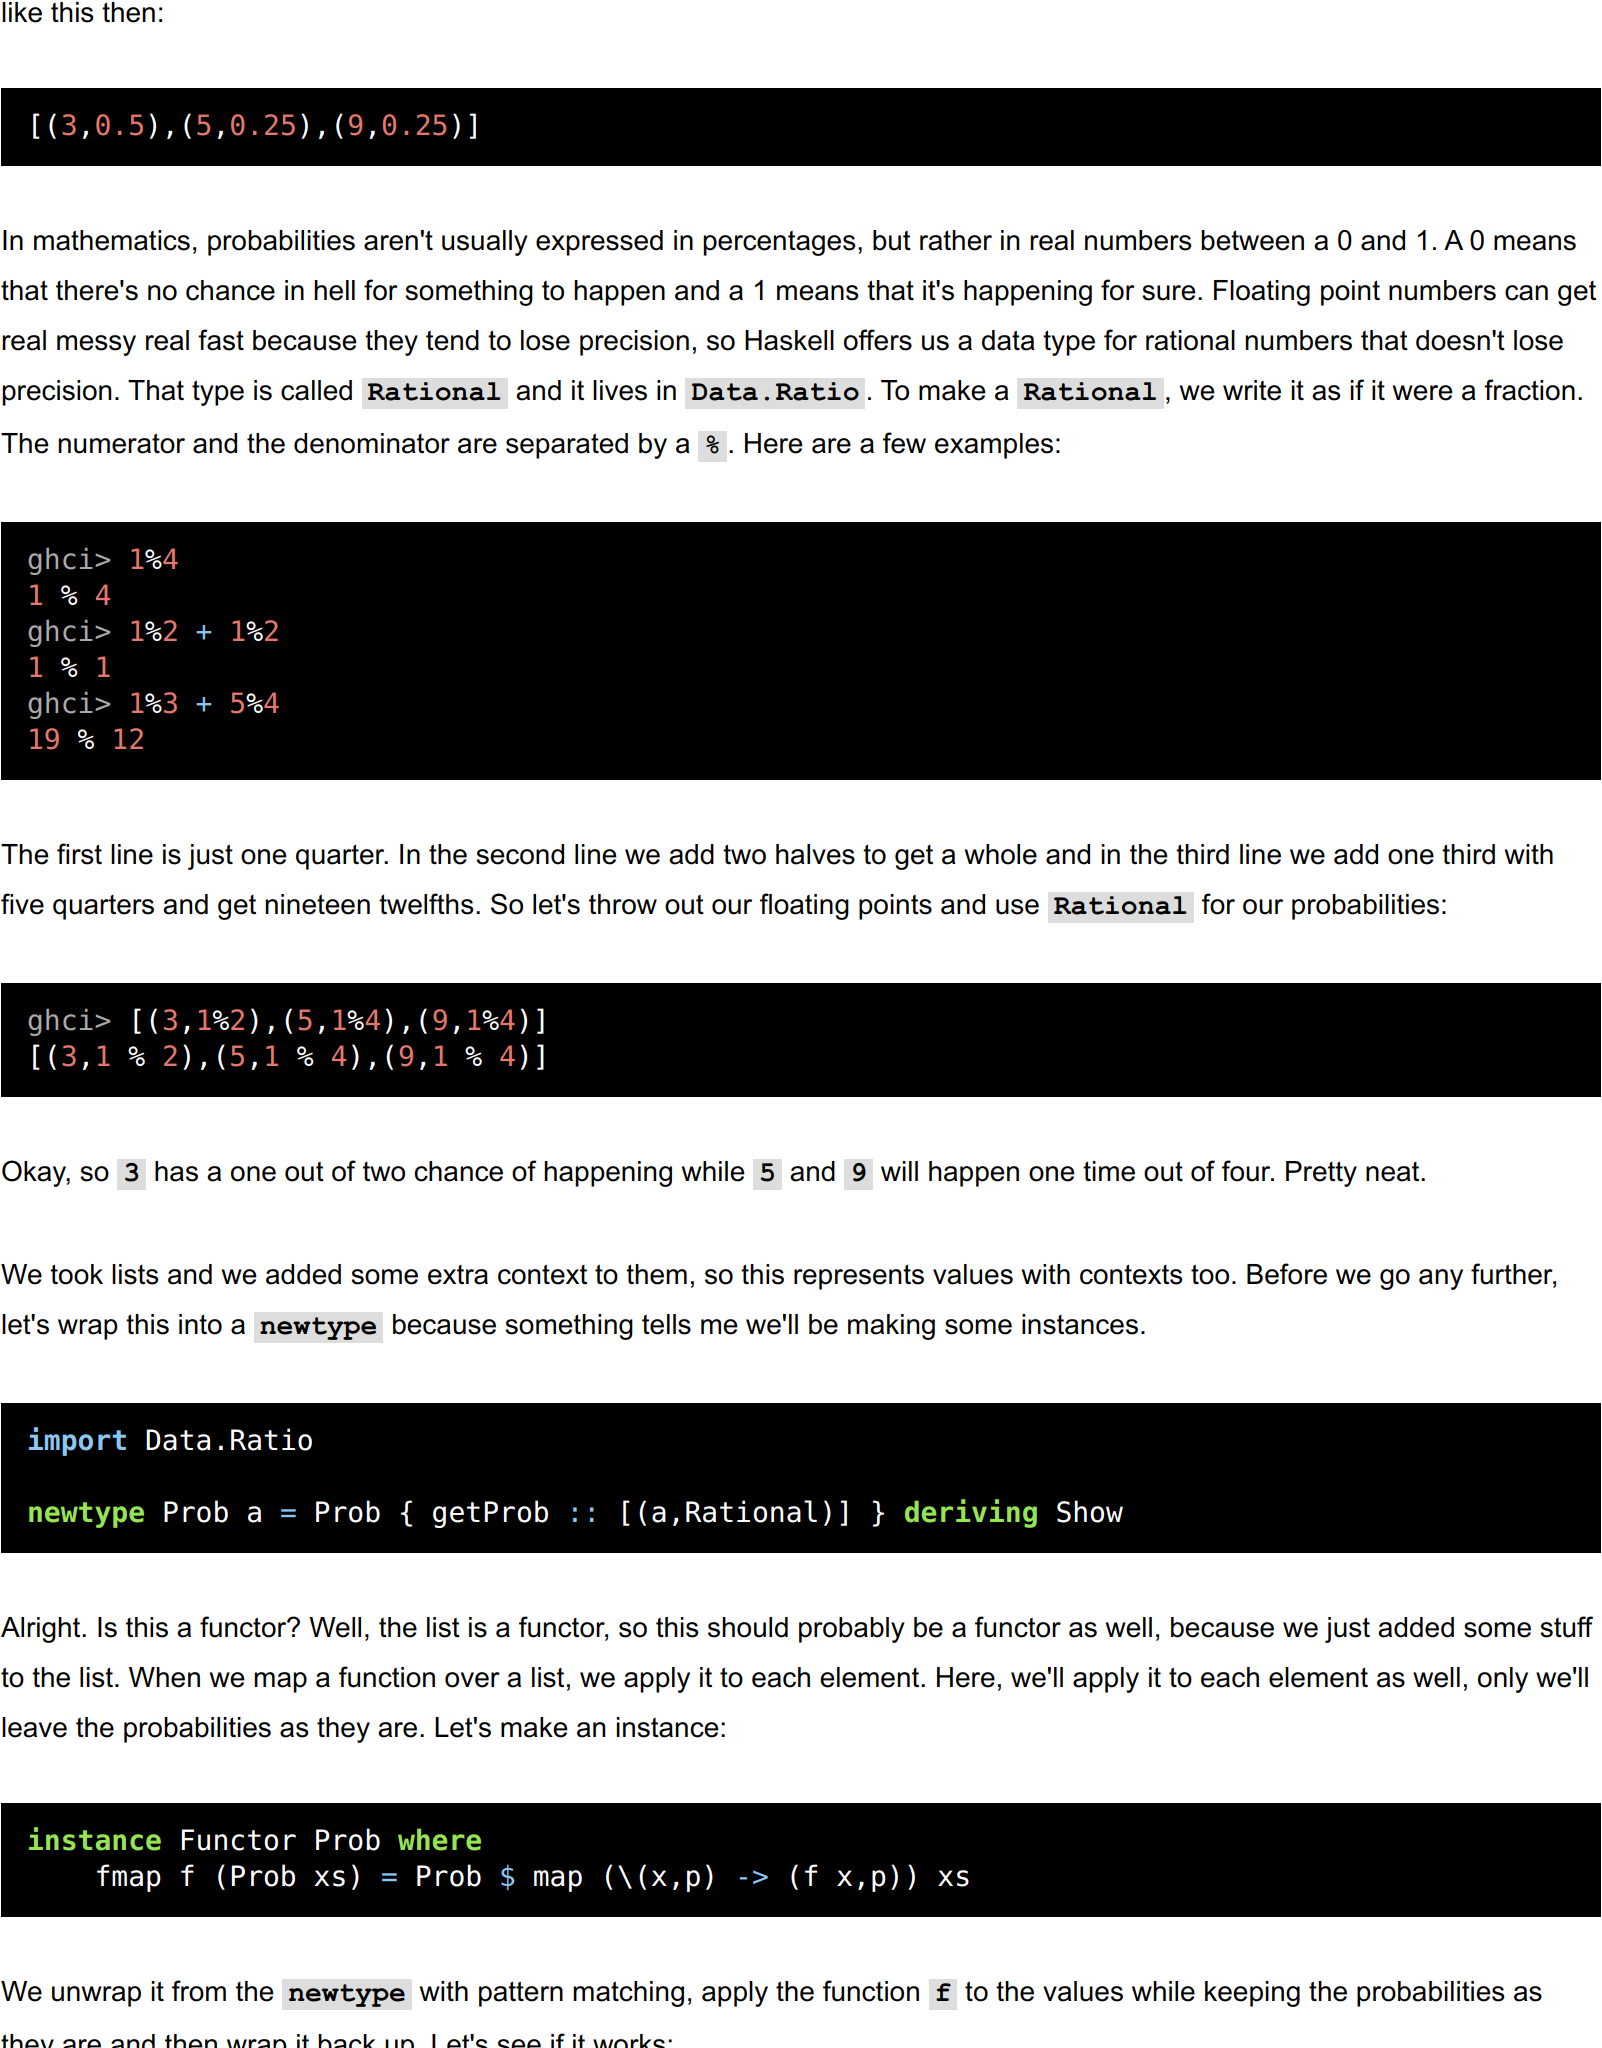 like this then:
[(3,0.5),(5,0.25),(9,0.25)]
In mathematics, probabilities aren't usually expressed in percentages, but rather in real numbers between a 0 and 1. A 0 means
that there's no chance in hell for something to happen and a 1 means that it's happening for sure. Floating point numbers can get
real messy real fast because they tend to lose precision, so Haskell offers us a data type for rational numbers that doesn't lose
precision. That type is called Rational and it lives in Data.Ratio. To make a Rational, we write it as if it were a fraction.
The numerator and the denominator are separated by a %. Here are a few examples:
ghci> 1%4
1 % 4
ghci> 1%2 + 1%2
1 % 1
ghci> 1%3 + 5%4
19 % 12
The first line is just one quarter. In the second line we add two halves to get a whole and in the third line we add one third with
five quarters and get nineteen twelfths. So let's throw out our floating points and use Rational for our probabilities:
ghci> [(3,1%2),(5,1%4),(9,1%4)]
[(3,1 % 2),(5,1 % 4),(9,1 % 4)]
Okay, so 3 has a one out of two chance of happening while 5 and 9 will happen one time out of four. Pretty neat.
We took lists and we added some extra context to them, so this represents values with contexts too. Before we go any further,
let's wrap this into a newtype because something tells me we'll be making some instances.
import Data.Ratio
newtype Prob a = Prob { getProb :: [(a,Rational)] } deriving Show
Alright. Is this a functor? Well, the list is a functor, so this should probably be a functor as well, because we just added some stuff
to the list. When we map a function over a list, we apply it to each element. Here, we'll apply it to each element as well, only we'll
leave the probabilities as they are. Let's make an instance:
instance Functor Prob where
    fmap f (Prob xs) = Prob $ map (\(x,p) -> (f x,p)) xs
We unwrap it from the newtype with pattern matching, apply the function f to the values while keeping the probabilities as
they are and then wrap it back up. Let's see if it works: